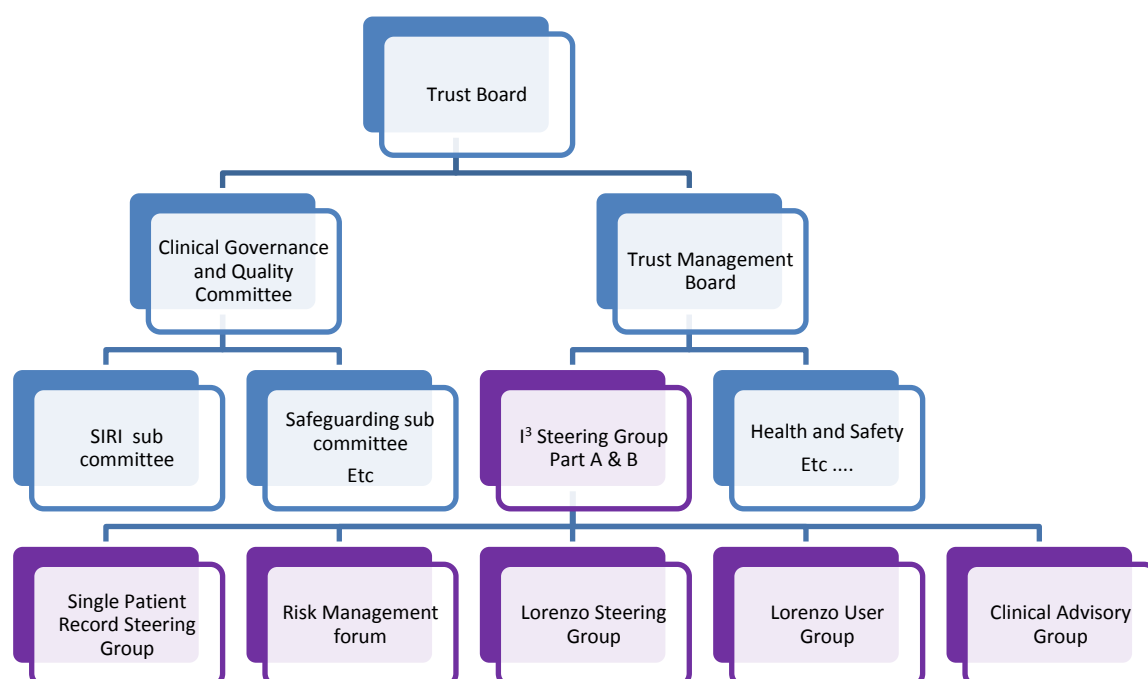 Trust Board
Clinical Governance
and Quality
Committee
Trust Management
Board
SIRI  sub
committee
Safeguarding sub
committee
Etc
I³ Steering Group
Part A & B
Health and Safety
Etc ....
Single Patient
Record Steering
Group
Risk Management
forum
Lorenzo Steering
Group
Lorenzo User
Group
Clinical Advisory
Group